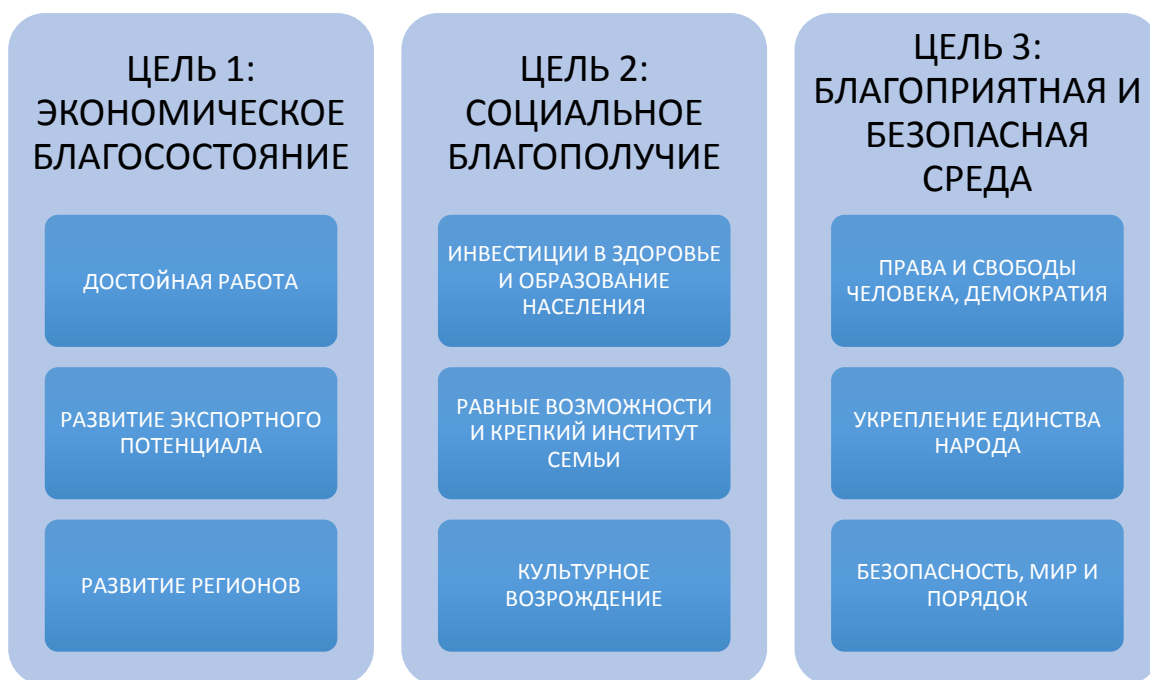 ЦЕЛЬ 1:
ЭКОНОМИЧЕСКОЕ
БЛАГОСОСТОЯНИЕ
ДОСТОЙНАЯ РАБОТА
РАЗВИТИЕ ЭКСПОРТНОГО
ПОТЕНЦИАЛА
РАЗВИТИЕ РЕГИОНОВ
ЦЕЛЬ 2:
СОЦИАЛЬНОЕ
БЛАГОПОЛУЧИЕ
ИНВЕСТИЦИИ В ЗДОРОВЬЕ
И ОБРАЗОВАНИЕ
НАСЕЛЕНИЯ
РАВНЫЕ ВОЗМОЖНОСТИ
И КРЕПКИЙ ИНСТИТУТ
СЕМЬИ
КУЛЬТУРНОЕ
ВОЗРОЖДЕНИЕ
ЦЕЛЬ 3:
БЛАГОПРИЯТНАЯ И
БЕЗОПАСНАЯ
СРЕДА
ПРАВА И СВОБОДЫ
ЧЕЛОВЕКА, ДЕМОКРАТИЯ
УКРЕПЛЕНИЕ ЕДИНСТВА
НАРОДА
БЕЗОПАСНОСТЬ, МИР И
ПОРЯДОК